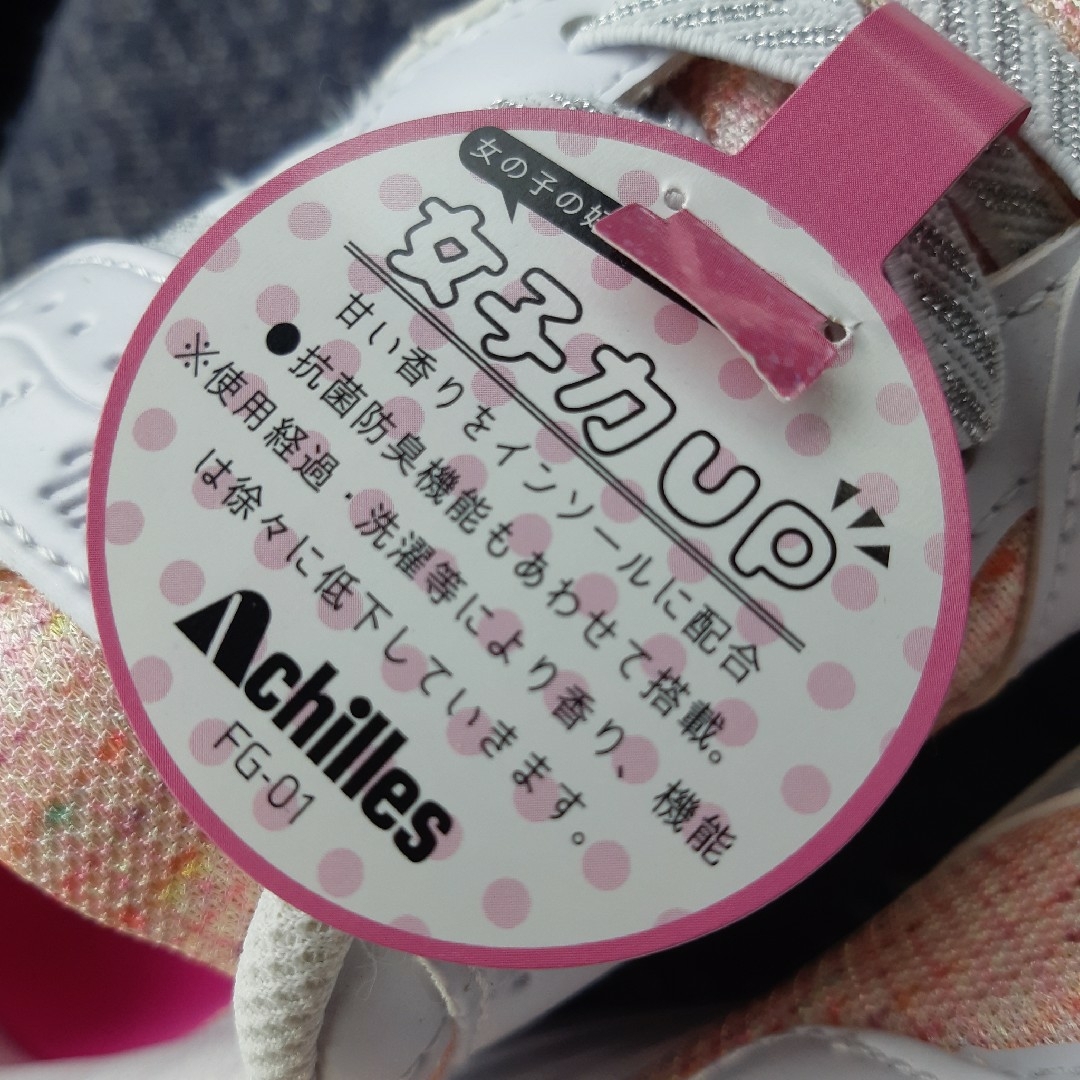 女の子の
女子力UP
甘い香りをインソールに配合
●抗菌防臭機能もあわせて搭載。
※使用経過・洗濯等により香り、機能
は徐々に低下していきます。
Achilles
FG-01